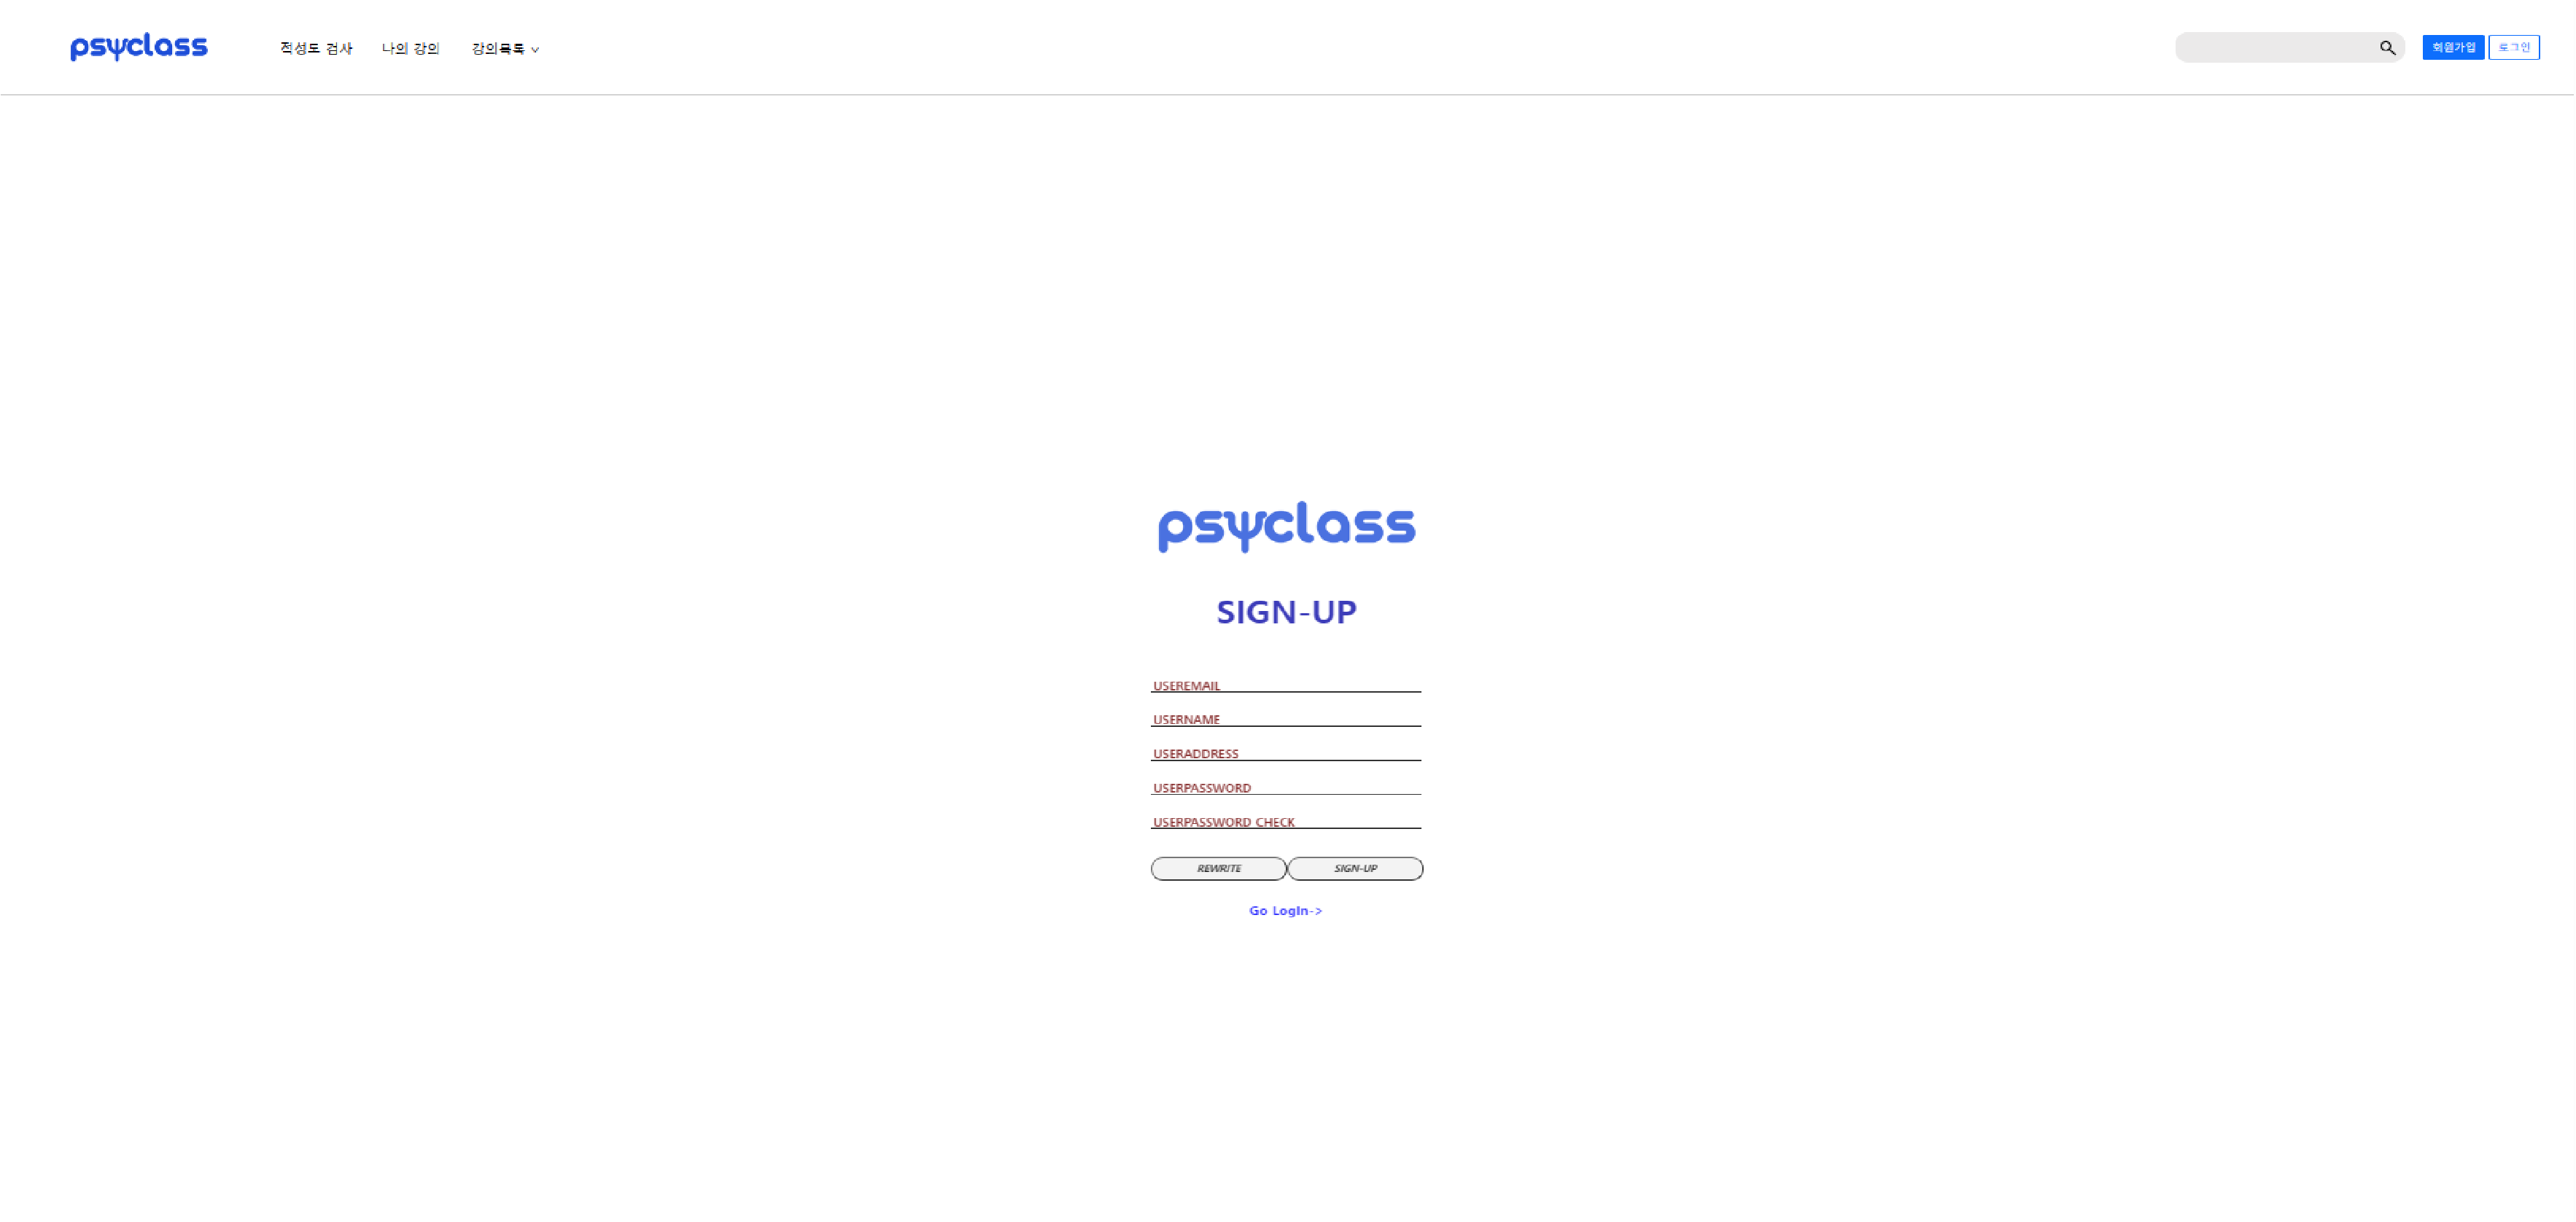 psyclass 적성도 검사 나의 강의 강의목록 회원가입 로그인
psyclass
SIGN-UP
USEREMAIL
USERNAME
USERADDRESS
USERPASSWORD
USERPASSWORD CHECK
REWRITE SIGN-UP
Go Login->